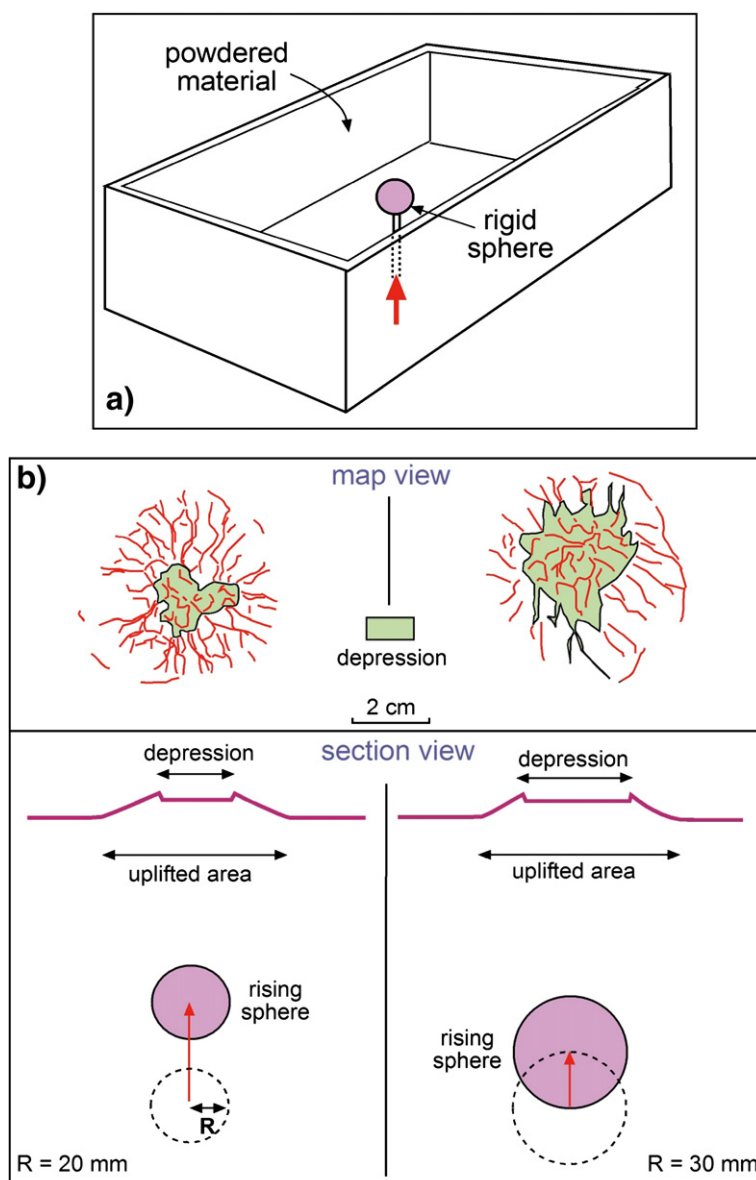 powdered
material
rigid
sphere
a)
b)
map view
depression
2 cm
section view
depression
depression
uplifted area
uplifted area
rising
sphere
rising
sphere
R
R = 20 mm
R = 30 mm